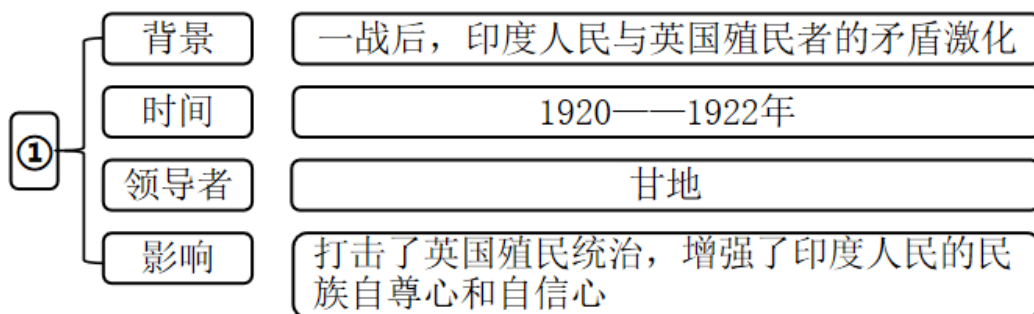 背景
一战后，印度人民与英国殖民者的矛盾激化
时间
1920——1922年
①
领导者
甘地
影响
打击了英国殖民统治，增强了印度人民的民
族自尊心和自信心